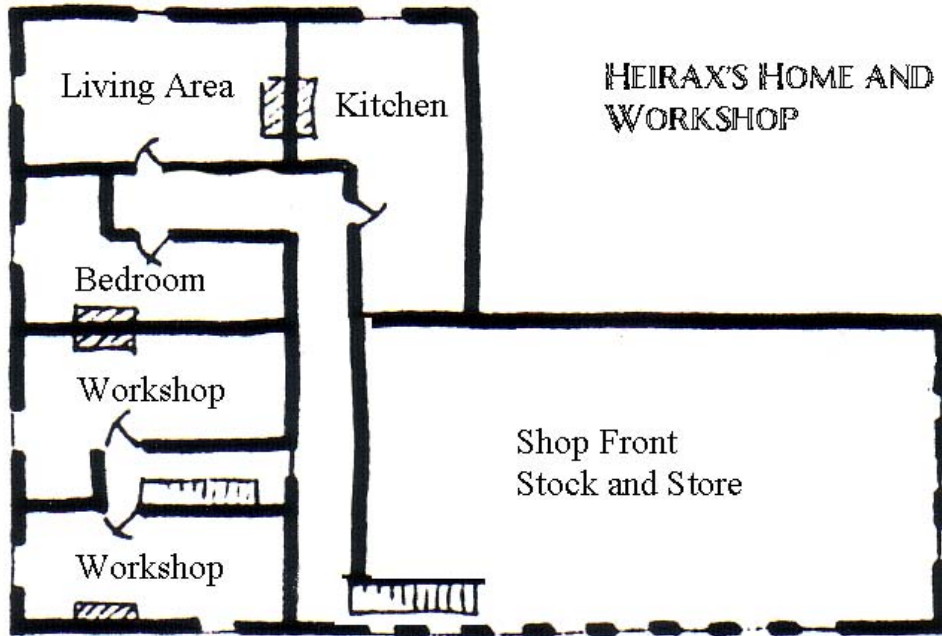 Living Area
Kitchen
HEIRAX'S HOME AND
WORKSHOP
Bedroom
Workshop
Shop Front
Stock and Store
Workshop